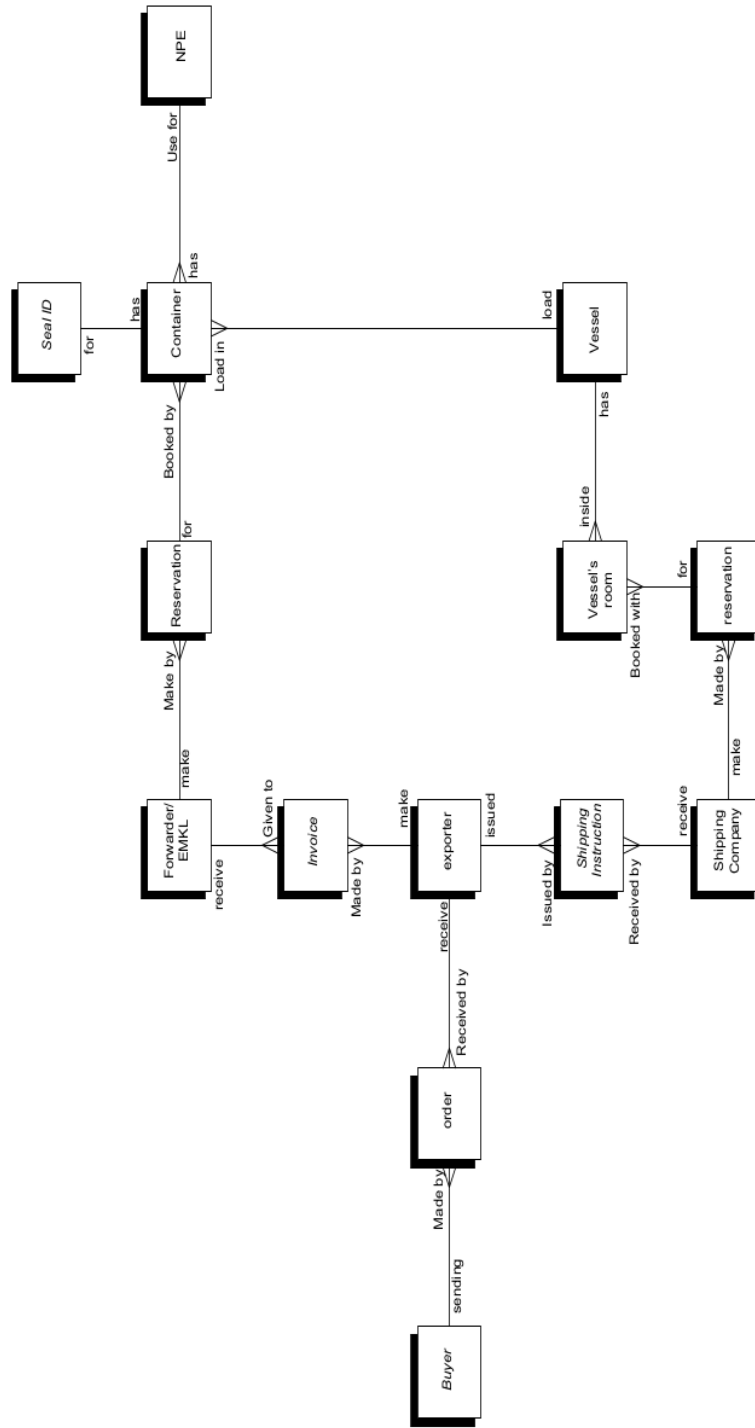 Seal ID
for
has
Forwarder/
EMKL
make
Make by
Reservation
for
Booked by
Container
has
Use for
NPE
receive
Load in
Given to
Invoice
Made by
make
Buyer
sending
Made by
order
Received by
receive
exporter
issued
Issued by
load
Shipping
Instruction
Vessel's
room
inside
has
Vessel
Received by
Booked with
receive
for
Shipping
Company
make
Made by
reservation